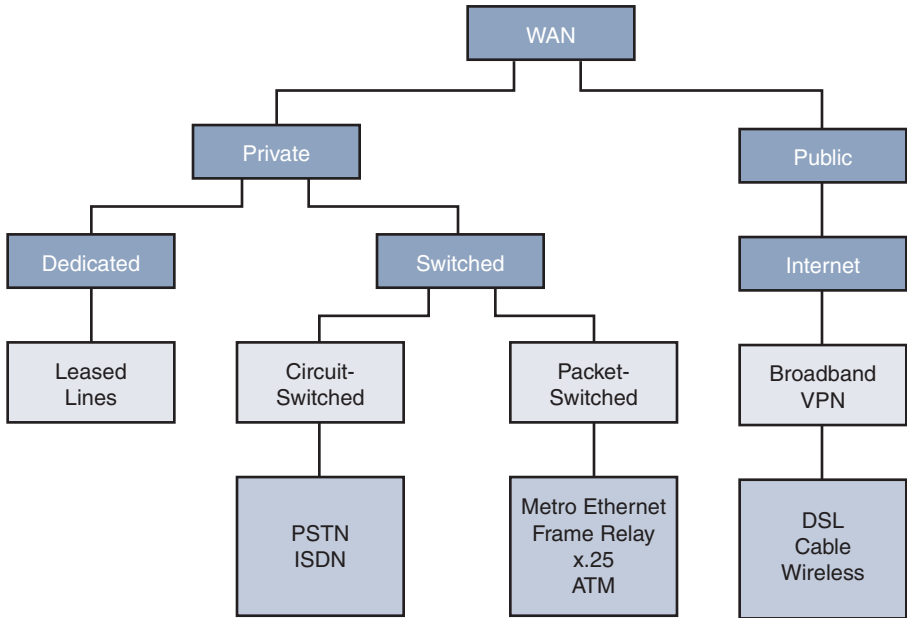 WAN
Private
Public
Dedicated
Switched
Internet
Leased
Lines
Circuit-
Switched
Packet-
Switched
Broadband
VPN
PSTN
ISDN
Metro Ethernet
Frame Relay
x.25
ATM
DSL
Cable
Wireless